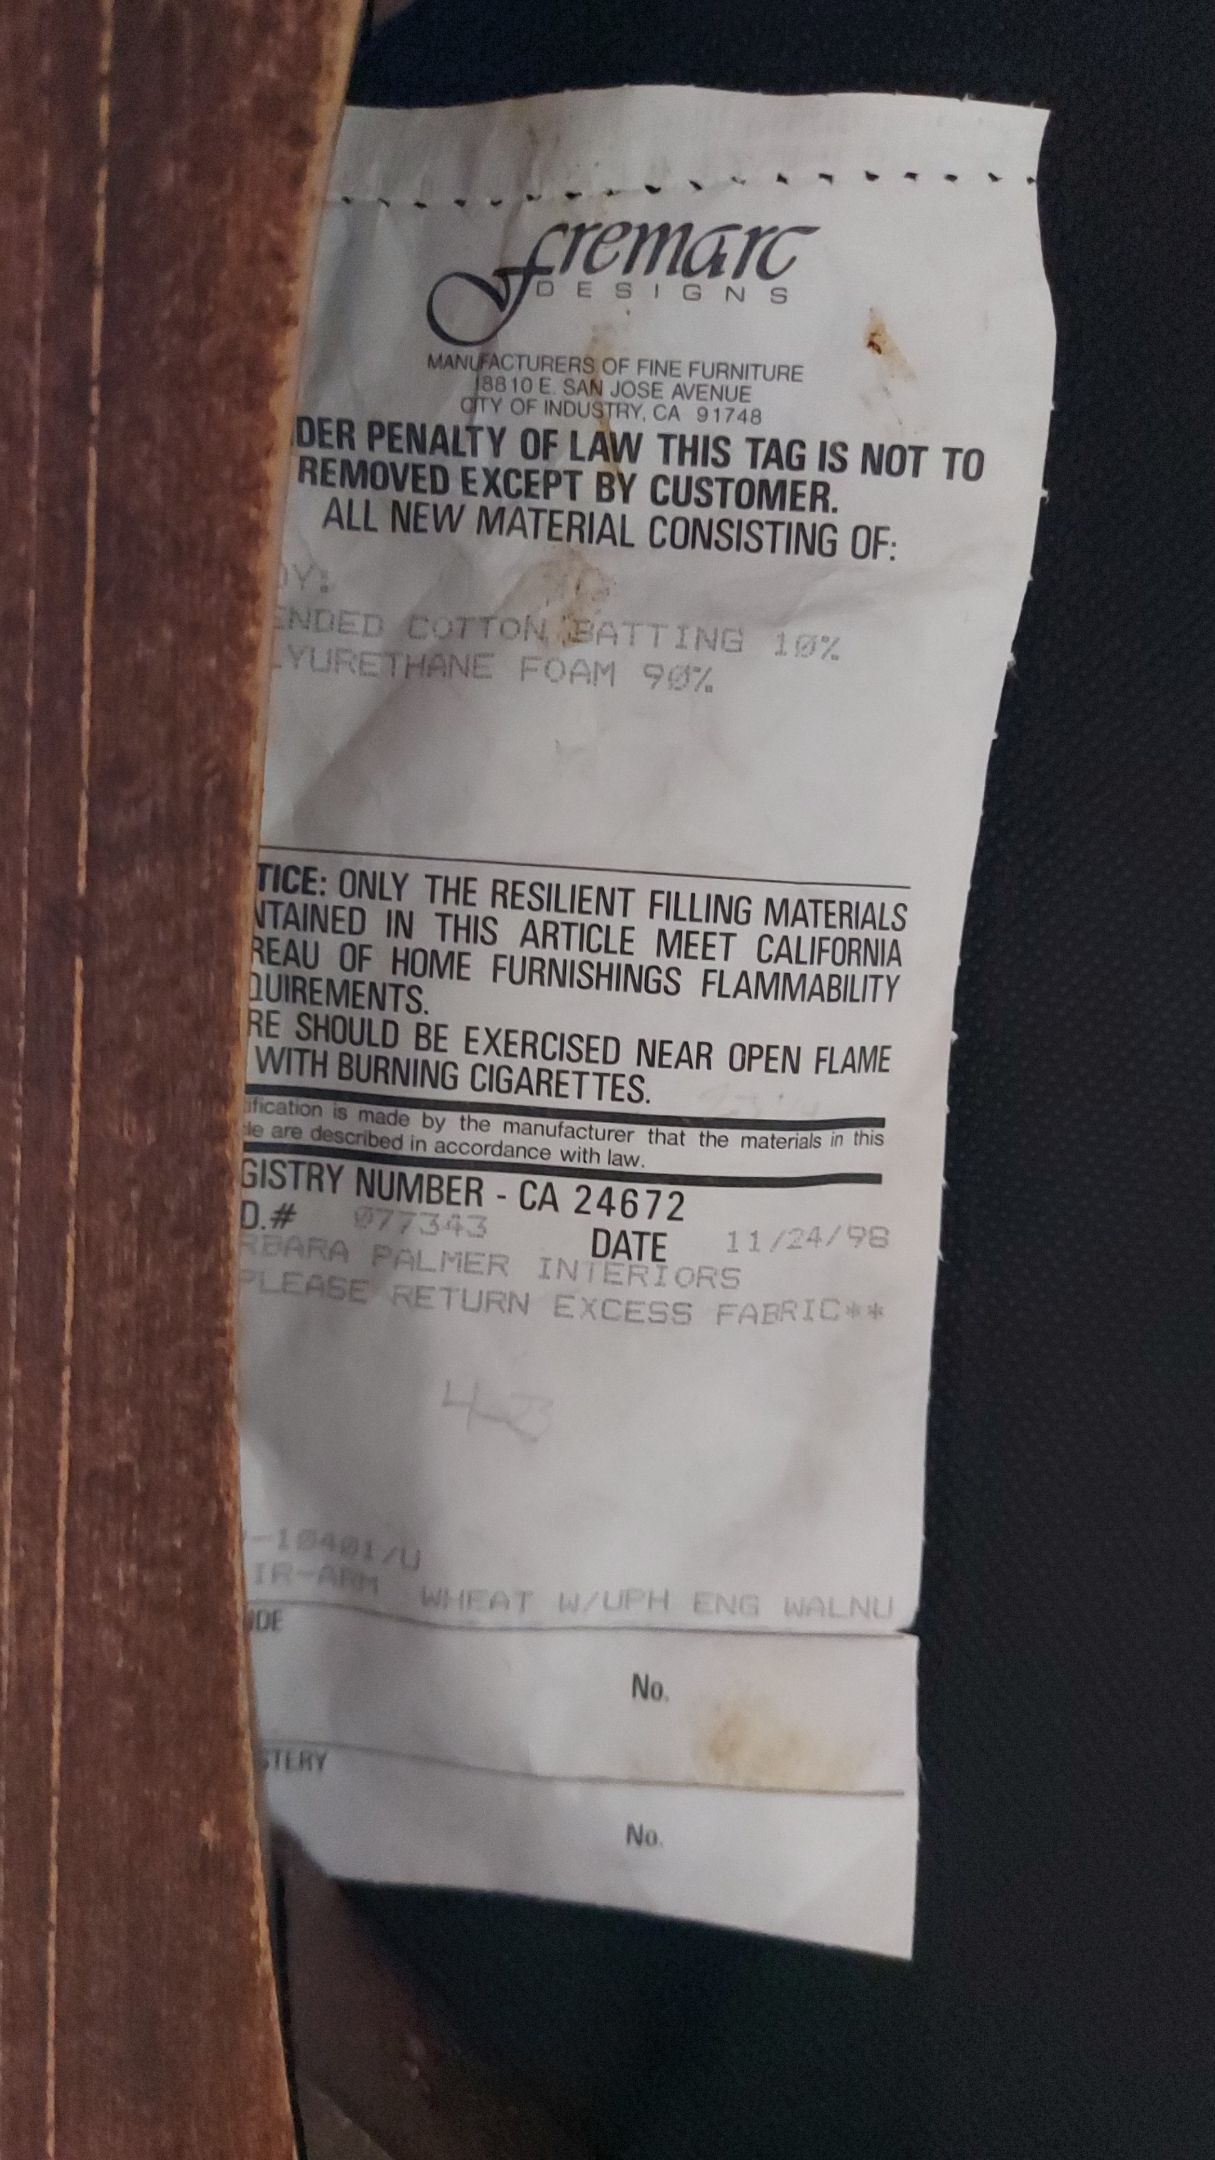 fremarc
DESIGNS
MANUFACTURERS OF FINE FURNITURE
18810 E. SAN JOSE AVENUE
CITY OF INDUSTRY, CA 91748
DER PENALTY OF LAW THIS TAG IS NOT TO
REMOVED EXCEPT BY CUSTOMER.
ALL NEW MATERIAL CONSISTING OF:
DY:
ENDED COTTON BATTING 10%
LYURETHANE FOAM 90%
TICE: ONLY THE RESILIENT FILLING MATERIALS
NTAINED IN THIS ARTICLE MEET CALIFORNIA
REAU OF HOME FURNISHINGS FLAMMABILITY
QUIREMENTS.
RE SHOULD BE EXERCISED NEAR OPEN FLAME
WITH BURNING CIGARETTES.
ification is made by the manufacturer that the materials in this
le are described in accordance with law.
GISTRY NUMBER - CA 24672
D.# 077343 DATE 11/24/98
RBARA PALMER INTERIORS
PLEASE RETURN EXCESS FABRIC**
4-23
-10401/U
IR-ARM WHEAT W/UPH ENG WALNU
DE
No.
STERY
No.